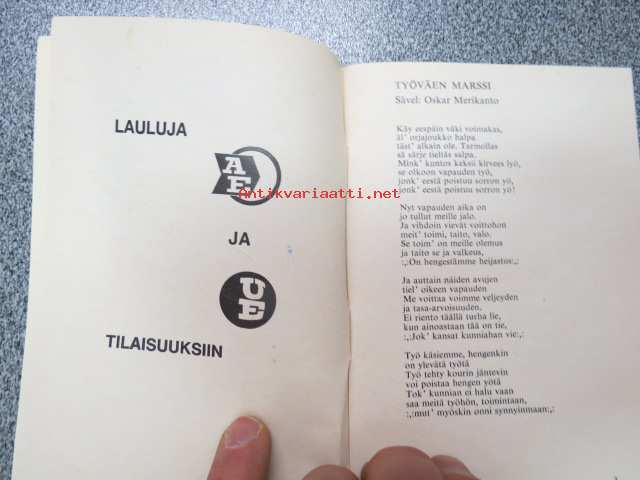 LAULUJA
AE
Antikvariaatti.net
JA
UE
TILAISUUKSIIN
TYÖVÄEN MARSSI
Sävel: Oskar Merikanto
Käy eespäin väki voimakas,
äl' orjajoukko halpa
täst' alkain ole. Tarmollas
sä särje tieltäs salpa.
Mink' kuntos keksii kirvees lyö,
se olkoon vapauden työ,
jonk' eestä poistuu sorron yö,
jonk' eestä poistuu sorron yö!
Nyt vapauden aika on
jo tullut meille jalo.
Ja vihdoin vievät voittohon
meit' toimi, taito, valo.
Se toim' on meille olemus
ja taito se ja valkeus,
:,:On hengestämme heijastus:,:
Ja auttain näiden avujen
tiel' oikeen vapauden
Me voittaa voimme veljeyden
ja tasa-arvoisuuden.
Ei riento täällä turha lie,
kun ainoastaan tää on tie,
:,:Jok' kansat kunniahan vie:,:
Työ käsiemme, hengenkin
on ylevätä työtä
Työ tehty kourin jäntevin
voi poistaa hengen yötä
Tok' kunnian ei halu vaan
saa meitä työhön, toimintaan,
:,:mut' myöskin onni synnyinmaan:,: